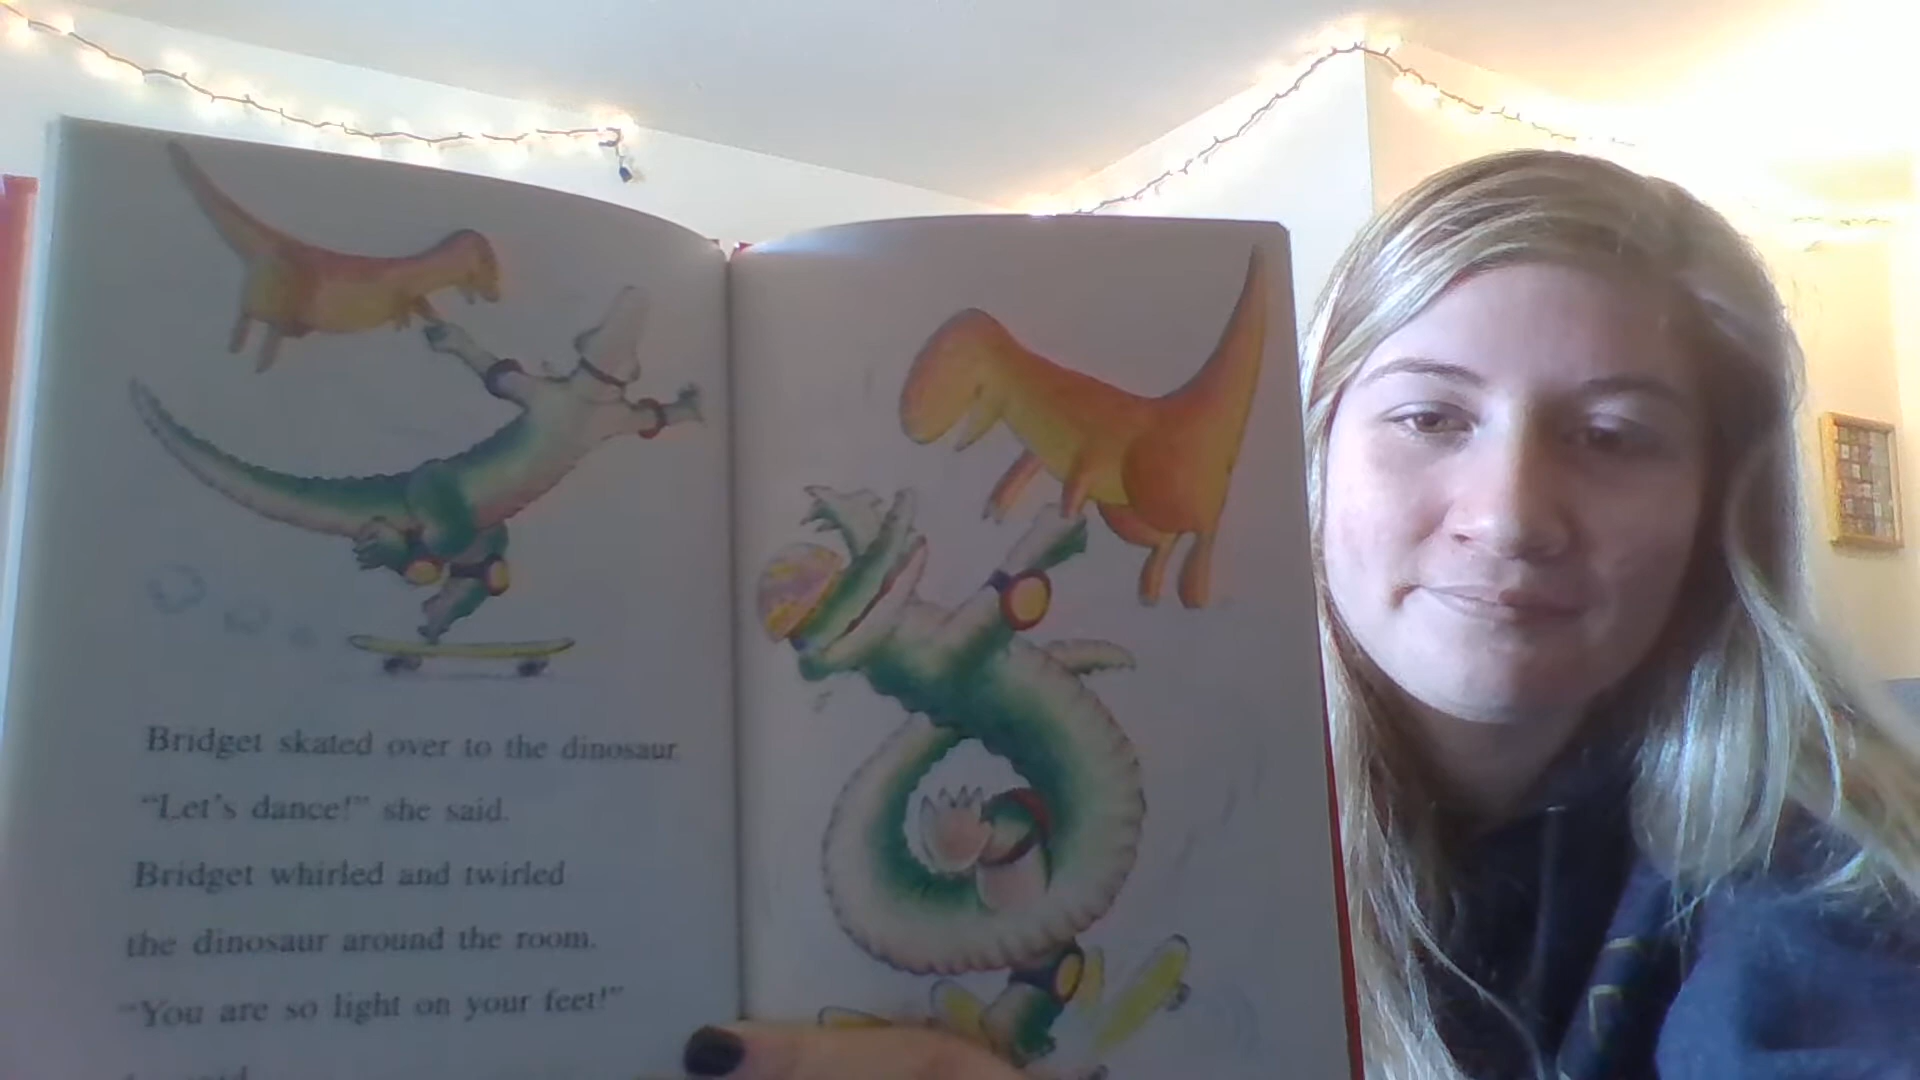 Bridget skated over to the dinosaur.
“Let’s dance!” she said.
Bridget whirled and twirled
the dinosaur around the room.
“You are so light on your feet!”